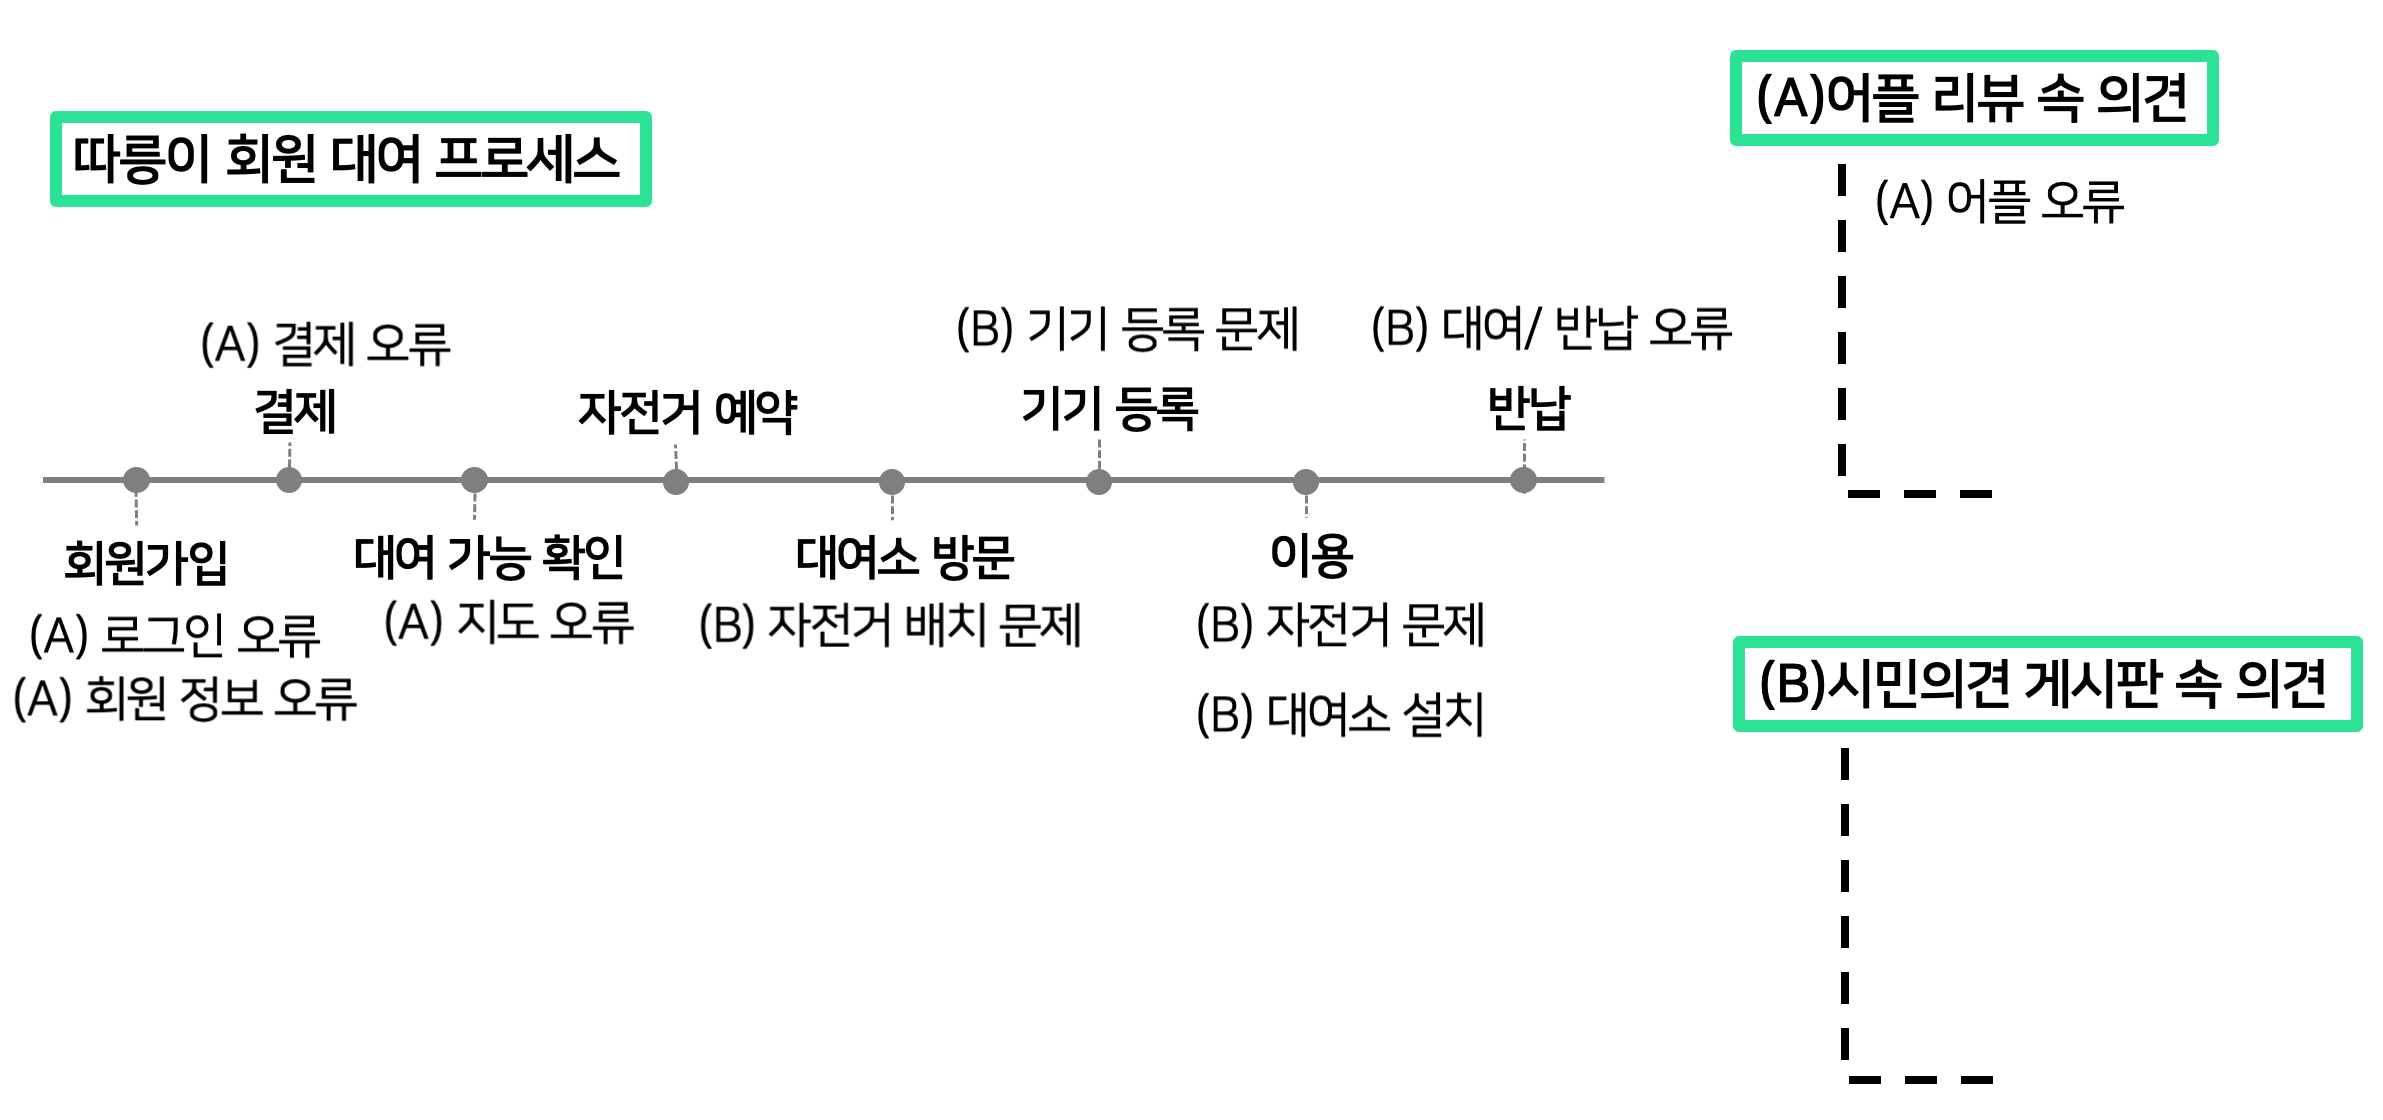 따릉이 회원 대여 프로세스
(A) 결제 오류
결제
자전거 예약
(B) 기기 등록 문제
기기 등록
(B) 대여/ 반납 오류
반납
회원가입
(A) 로그인 오류
(A) 회원 정보 오류
대여 가능 확인
(A) 지도 오류
대여소 방문
(B) 자전거 배치 문제
이용
(B) 자전거 문제
(B) 대여소 설치
(A)어플 리뷰 속 의견
(A) 어플 오류
(B)시민의견 게시판 속 의견